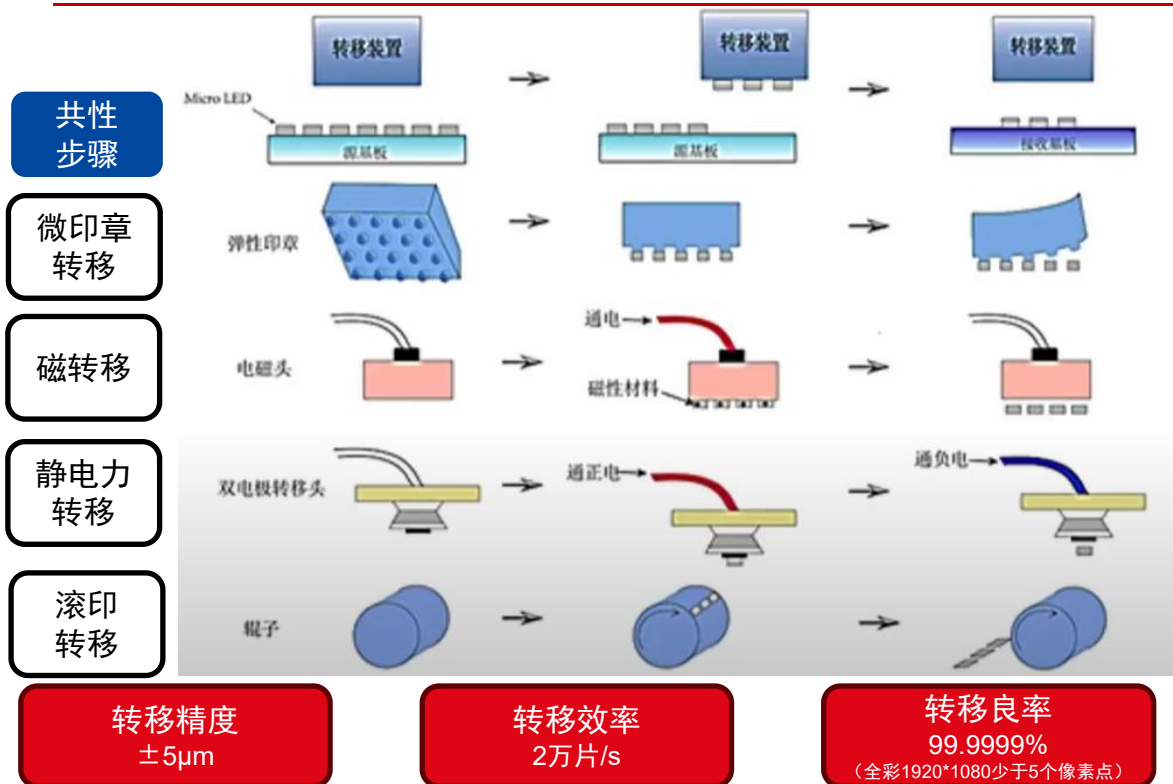 转移装置
转移装置
转移装置
Micro LED
共性
步骤
源基板
源基板
接收基板
微印章
转移
弹性印章
磁转移
电磁头
通电
磁性材料
静电力
转移
双电极转移头
通正电
通负电
滚印
转移
辊子
转移精度
±5μm
转移效率
2万片/s
转移良率
99.9999%
（全彩1920*1080少于5个像素点）